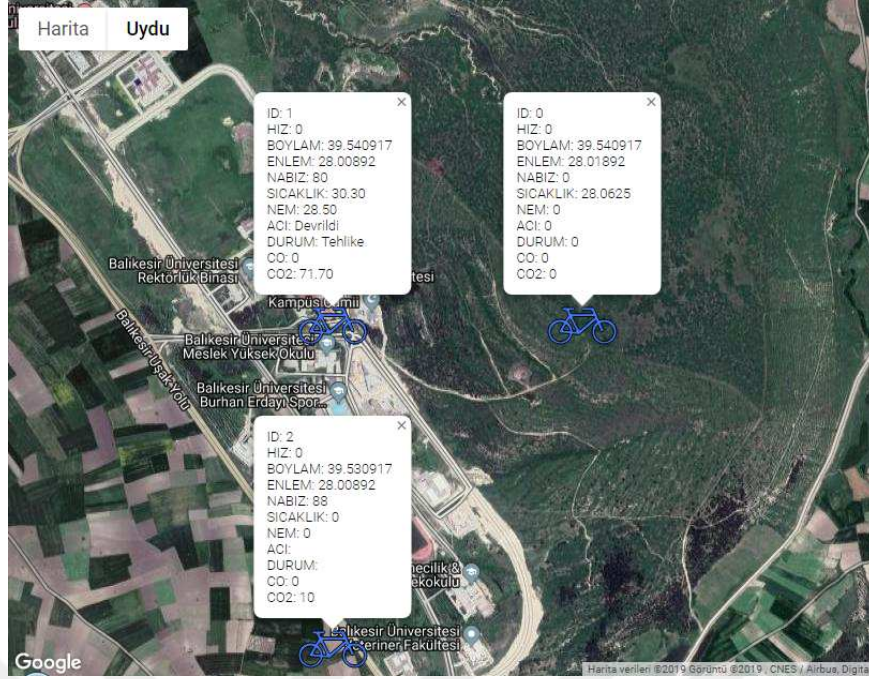 Harita Uydu
ID: 1
HIZ: 0
BOYLAM: 39.540917
ENLEM: 28.00892
NABIZ: 80
SICAKLIK: 30.30
NEM: 28.50
ACI: Devrildi
DURUM: Tehlike
CO: 0
CO2: 71.70
ID: 0
HIZ: 0
BOYLAM: 39.540917
ENLEM: 28.01892
NABIZ: 0
SICAKLIK: 28.0625
NEM: 0
ACI: 0
DURUM: 0
CO: 0
CO2: 0
Balıkesir Üniversitesi
Rektörlük Binası
Balıkesir Uşak Yolu
Balıkesir Üniversitesi
Meslek Yüksek Okulu
Balıkesir Üniversitesi
Burhan Erdayı Spor...
ID: 2
HIZ: 0
BOYLAM: 39.530917
ENLEM: 28.00892
NABIZ: 88
SICAKLIK: 0
NEM: 0
ACI:
DURUM:
CO: 0
CO2: 10
Üniversitesi
Fakültesi
Google
Harita verileri ©2019 Görüntü ©2019 , CNES / Airbus,